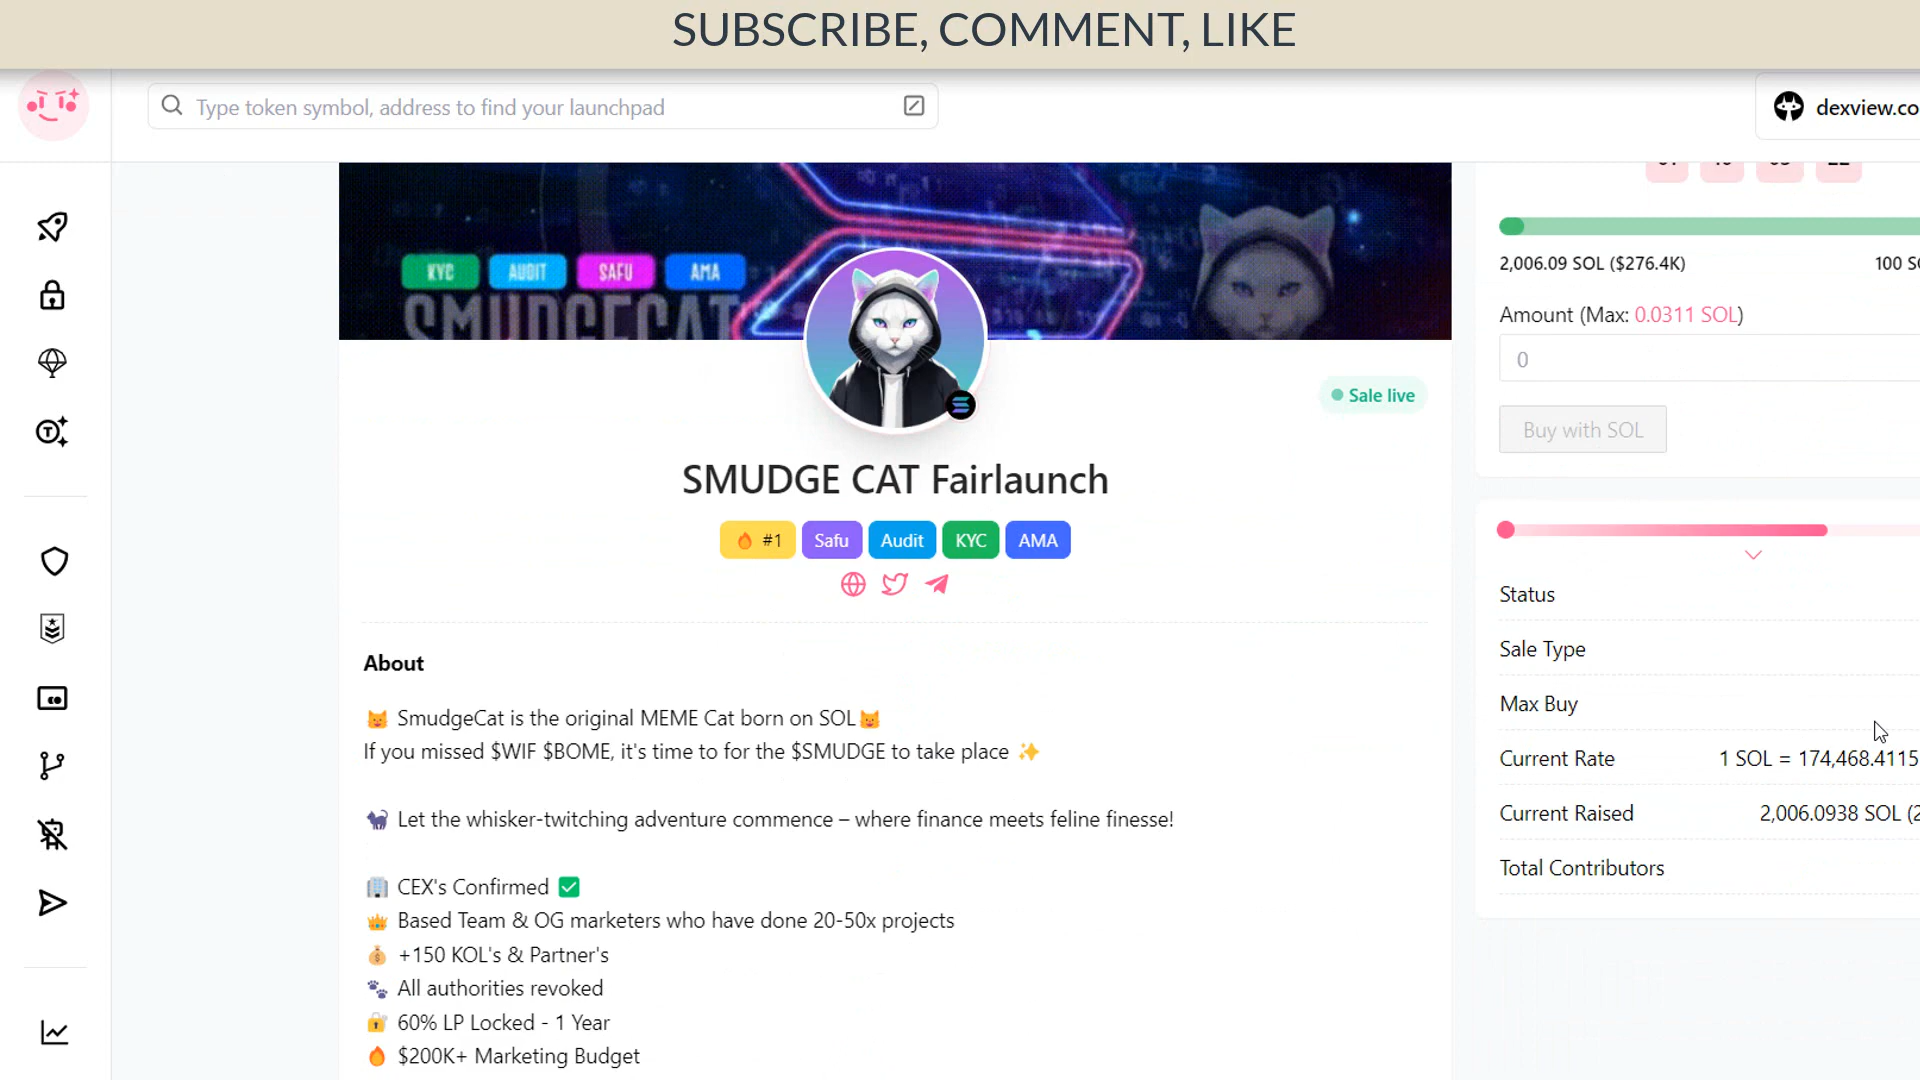 SUBSCRIBE, COMMENT, LIKE
Type token symbol, address to find your launchpad
dexview.co
KYC AUDIT SAFU AMA
SMUDGECAT
Sale live
SMUDGE CAT Fairlaunch
🔥 #1 Safu Audit KYC AMA
About
😺 SmudgeCat is the original MEME Cat born on SOL😺
If you missed $WIF $BOME, it's time to for the $SMUDGE to take place ✨
🐈‍⬛ Let the whisker-twitching adventure commence – where finance meets feline finesse!
🏢 CEX's Confirmed ✅
👑 Based Team & OG marketers who have done 20-50x projects
💰 +150 KOL's & Partner's
🐾 All authorities revoked
🔐 60% LP Locked - 1 Year
🔥 $200K+ Marketing Budget
2,006.09 SOL ($276.4K)
100 SO
Amount (Max: 0.0311 SOL)
0
Buy with SOL
Status
Sale Type
Max Buy
Current Rate 1 SOL = 174,468.4115
Current Raised 2,006.0938 SOL (2
Total Contributors